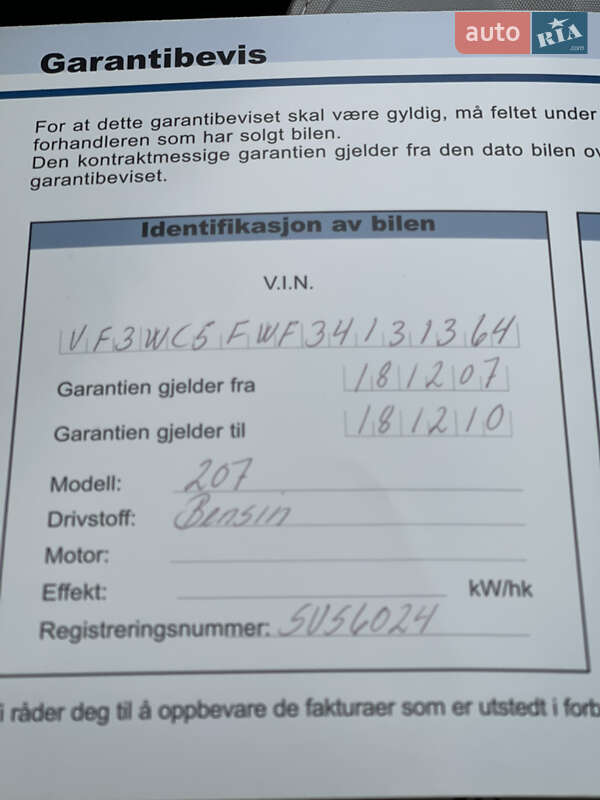 auto RIA .com
Garantibevis
For at dette garantibeviset skal være gyldig, må feltet under
forhandleren som har solgt bilen.
Den kontraktmessige garantien gjelder fra den dato bilen ov
garantibeviset.
Identifikasjon av bilen
V.I.N.
VF3WC5FWF34131364
Garantien gjelder fra 181207
Garantien gjelder til 181210
Modell: 207
Drivstoff: Bensin
Motor:
Effekt: kW/hk
Registreringsnummer: SUS6024
i råder deg til å oppbevare de fakturaer som er utstedt i forb